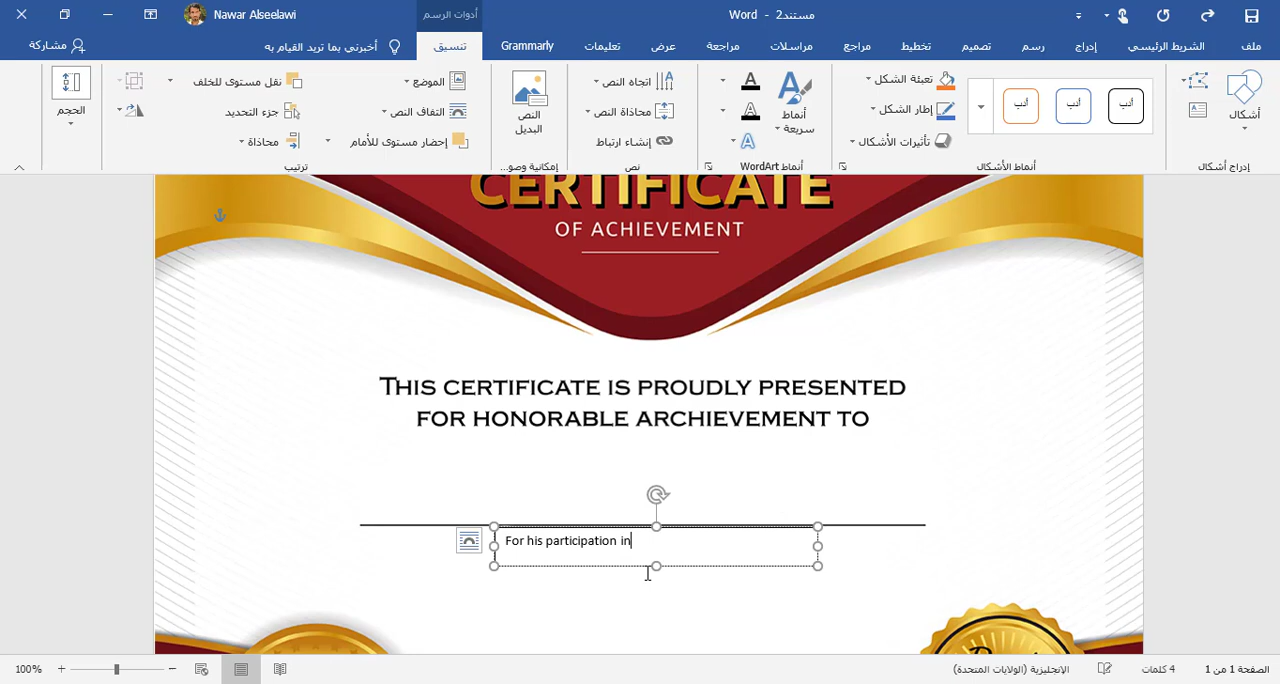 Nawar Alseelawi
أدوات الرسم
مستند2 - Word
ملف
الشريط الرئيسي
إدراج
رسم
تصميم
تخطيط
مراجع
مراسلات
مراجعة
عرض
تعليمات
Grammarly
تنسيق
أخبرني بما تريد القيام به
مشاركة
أشكال
إدراج أشكال
أنب
أنب
أنب
تعبئة الشكل
إطار الشكل
تأثيرات الأشكال
أنماط الأشكال
أنماط
سريعة
أنماط WordArt
اتجاه النص
محاذاة النص
إنشاء ارتباط
نص
النص
البديل
إمكانية وصو...
الموضع
التفاف النص
إحضار مستوى للأمام
نقل مستوى للخلف
جزء التحديد
محاذاة
ترتيب
الحجم
CERTIFICATE
OF ACHIEVEMENT
THIS CERTIFICATE IS PROUDLY PRESENTED
FOR HONORABLE ARCHIEVEMENT TO
For his participation in
الصفحة 1 من 1
4 كلمات
الإنجليزية (الولايات المتحدة)
100%